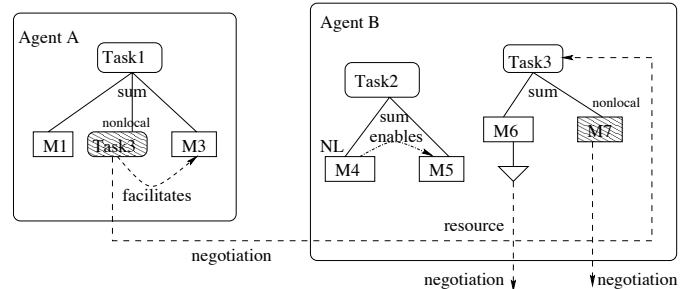 Agent A
Task1
sum
nonlocal
M1
Task3
M3
facilitates
negotiation
Agent B
Task2
sum
enables
NL
M4
M5
Task3
sum
nonlocal
M6
M7
resource
negotiation
negotiation